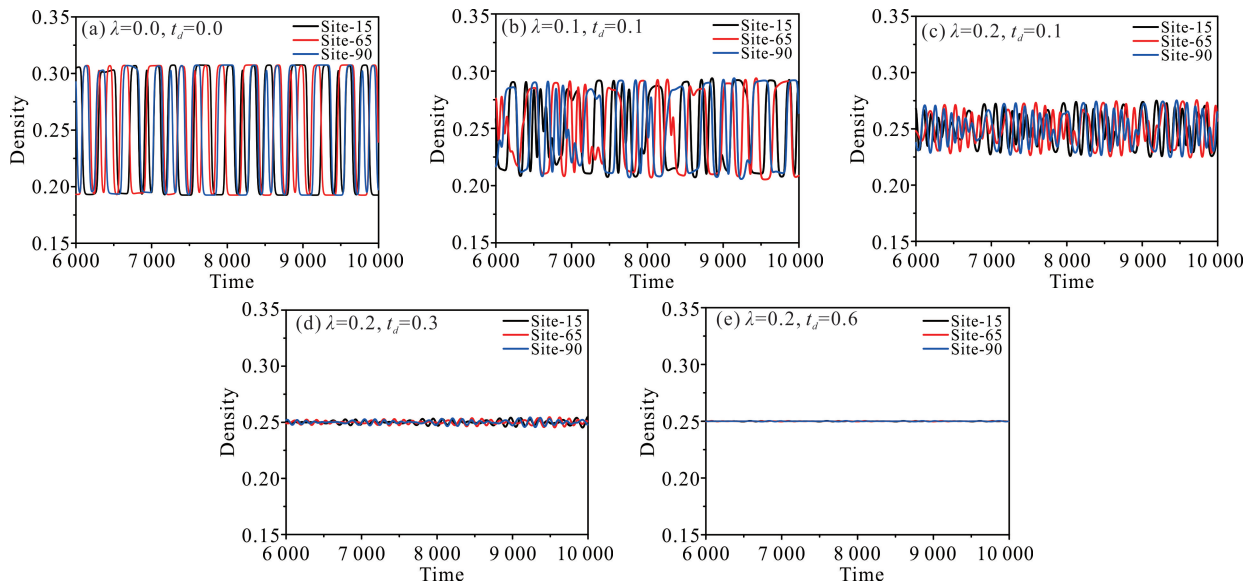 (a) λ=0.0, t_d=0.0
Site-15
Site-65
Site-90
0.35
0.30
0.25
0.20
0.15
Density
6 000 7 000 8 000 9 000 10 000
Time
(b) λ=0.1, t_d=0.1
Site-15
Site-65
Site-90
0.35
0.30
0.25
0.20
0.15
Density
6 000 7 000 8 000 9 000 10 000
Time
(c) λ=0.2, t_d=0.1
Site-15
Site-65
Site-90
0.35
0.30
0.25
0.20
0.15
Density
6 000 7 000 8 000 9 000 10 000
Time
(d) λ=0.2, t_d=0.3
Site-15
Site-65
Site-90
0.35
0.30
0.25
0.20
0.15
Density
6 000 7 000 8 000 9 000 10 000
Time
(e) λ=0.2, t_d=0.6
Site-15
Site-65
Site-90
0.35
0.30
0.25
0.20
0.15
Density
6 000 7 000 8 000 9 000 10 000
Time